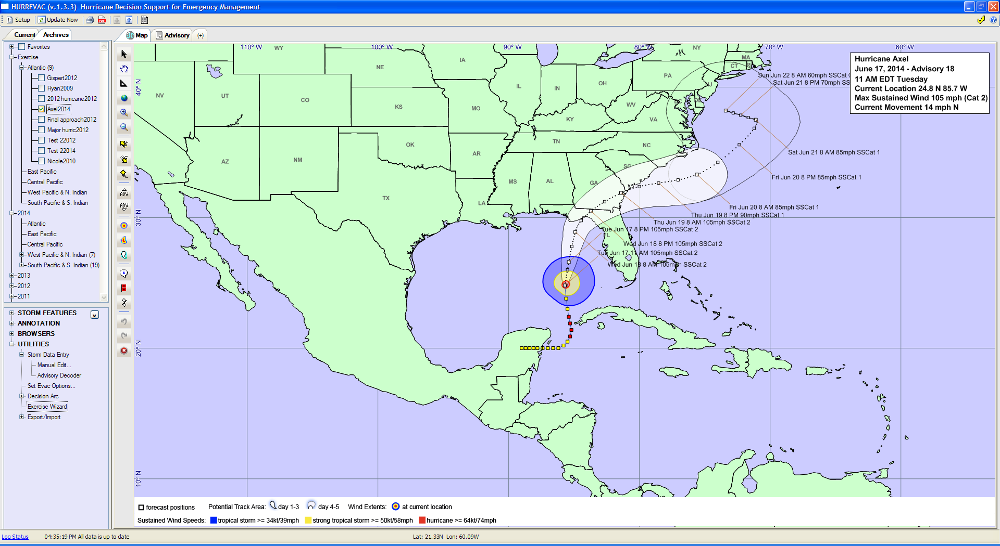 HURREVAC (v.1.3.3)  Hurricane Decision Support for Emergency Management
Setup
Update Now
Current
Archives
Map
Advisory
(+)
Favorites
Exercise
Atlantic (9)
Gispert2012
Ryan2009
2012 hurricane2012
Axel2014
Final approach2012
Major hurric2012
Test 22012
Test 22014
Nicole2010
East Pacific
Central Pacific
West Pacific & N. Indian
South Pacific & S. Indian
2014
Atlantic
East Pacific
Central Pacific
West Pacific & N. Indian (7)
South Pacific & S. Indian (19)
2013
2012
2011
STORM FEATURES
ANNOTATION
BROWSERS
UTILITIES
Storm Data Entry
Manual Edit...
Advisory Decoder
Set Evac Options...
Decision Arc
Exercise Wizard
Export/Import
ADV
ADV
110° W
100° W
90° W
80° W
70° W
60° W
40° N
30° N
20° N
10° N
WY
NE
IA
NY
MA
CT
PA
NJ
OH
IN
IL
NV
UT
CO
KS
MO
WV
DE
KY
VA
TN
NC
OK
AR
AZ
NM
SC
MS
AL
GA
TX
LA
FL
Hurricane Axel
June 17, 2014 - Advisory 18
11 AM EDT Tuesday
Current Location 24.8 N 85.7 W
Max Sustained Wind 105 mph (Cat 2)
Current Movement 14 mph N
Sun Jun 22 8 AM 60mph SSCat
Sat Jun 21 8 PM 70mph SS
Sat Jun 21 8 AM 85mph SSCat 1
Fri Jun 20 8 PM 85mph SSCat 1
Fri Jun 20 8 AM 85mph SSCat 1
Thu Jun 19 8 PM 90mph SSCat 1
Thu Jun 19 8 AM 105mph SSCat 2
Tue Jun 17 8 PM 105mph SSCat 2
Wed Jun 18 8 PM 105mph SSCat 2
Tue Jun 17 11 AM 105mph SSCat 2
Wed Jun 18 8 AM 105mph SSCat 2
forecast positions
Potential Track Area:
day 1-3
day 4-5
Wind Extents:
at current location
Sustained Wind Speeds:
tropical storm >= 34kt/39mph
strong tropical storm >= 50kt/58mph
hurricane >= 64kt/74mph
Log Status
04:35:19 PM All data is up to date
Lat: 21.33N  Lon: 60.09W